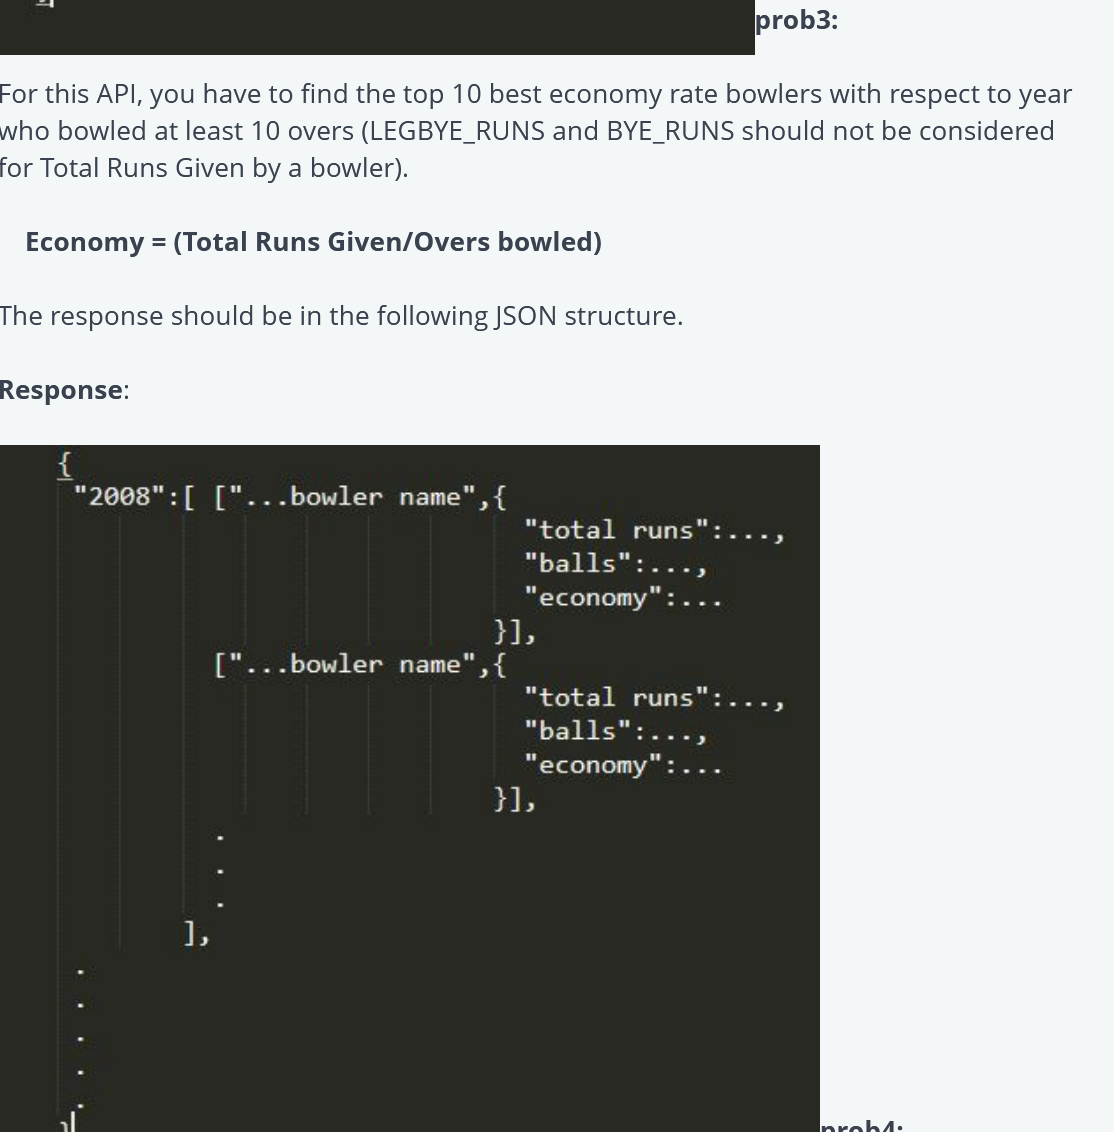 prob3:
For this API, you have to find the top 10 best economy rate bowlers with respect to year
who bowled at least 10 overs (LEGBYE_RUNS and BYE_RUNS should not be considered
for Total Runs Given by a bowler).
Economy = (Total Runs Given/Overs bowled)
The response should be in the following JSON structure.
Response:
{
"2008":[ ["...bowler name",{
"total runs":...,
"balls":...,
"economy":...
}],
["...bowler name",{
"total runs":...,
"balls":...,
"economy":...
}],
.
.
.
],
.
.
.
.
.
}
prob4: